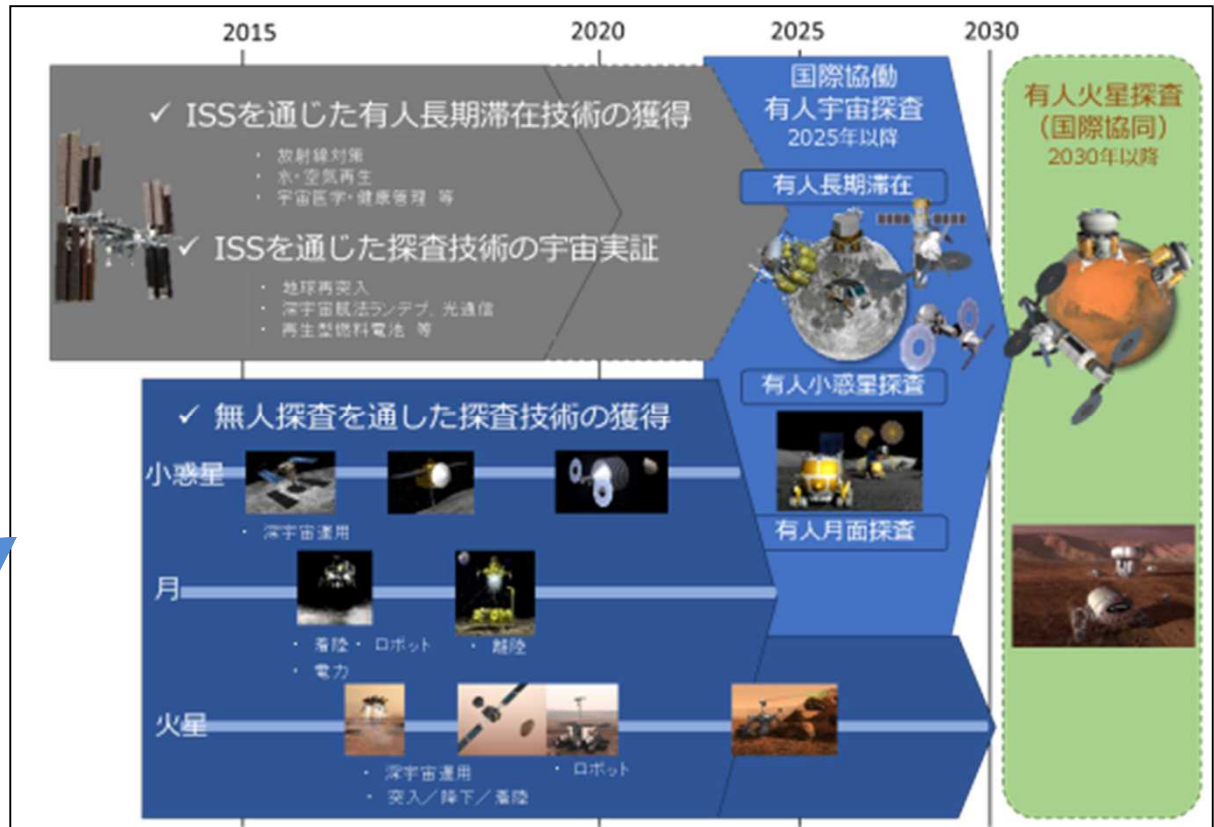 2015
2020
2025
2030
✓ ISSを通じた有人長期滞在技術の獲得
・ 放射線対策
・ 水・空気再生
・ 宇宙医学・健康管理 等
✓ ISSを通じた探査技術の宇宙実証
・ 地球再突入
・ 深宇宙航法ランデブ、光通信
・ 再生型燃料電池 等
国際協働
有人宇宙探査
2025年以降
有人長期滞在
有人小惑星探査
有人月面探査
有人火星探査
（国際協同）
2030年以降
✓ 無人探査を通した探査技術の獲得
小惑星
・ 深宇宙運用
月
・ 着陸・ ロボット
・ 電力
・ 離陸
火星
・ 深宇宙運用
・ 突入／降下／着陸
・ ロボット